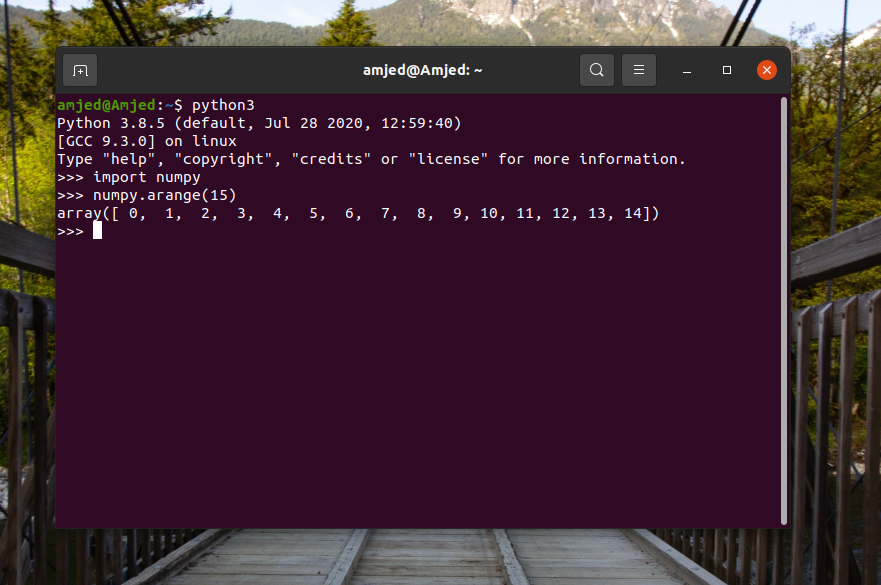 amjed@Amjed: ~
amjed@Amjed:~$ python3
Python 3.8.5 (default, Jul 28 2020, 12:59:40)
[GCC 9.3.0] on linux
Type "help", "copyright", "credits" or "license" for more information.
>>> import numpy
>>> numpy.arange(15)
array([ 0,  1,  2,  3,  4,  5,  6,  7,  8,  9, 10, 11, 12, 13, 14])
>>>